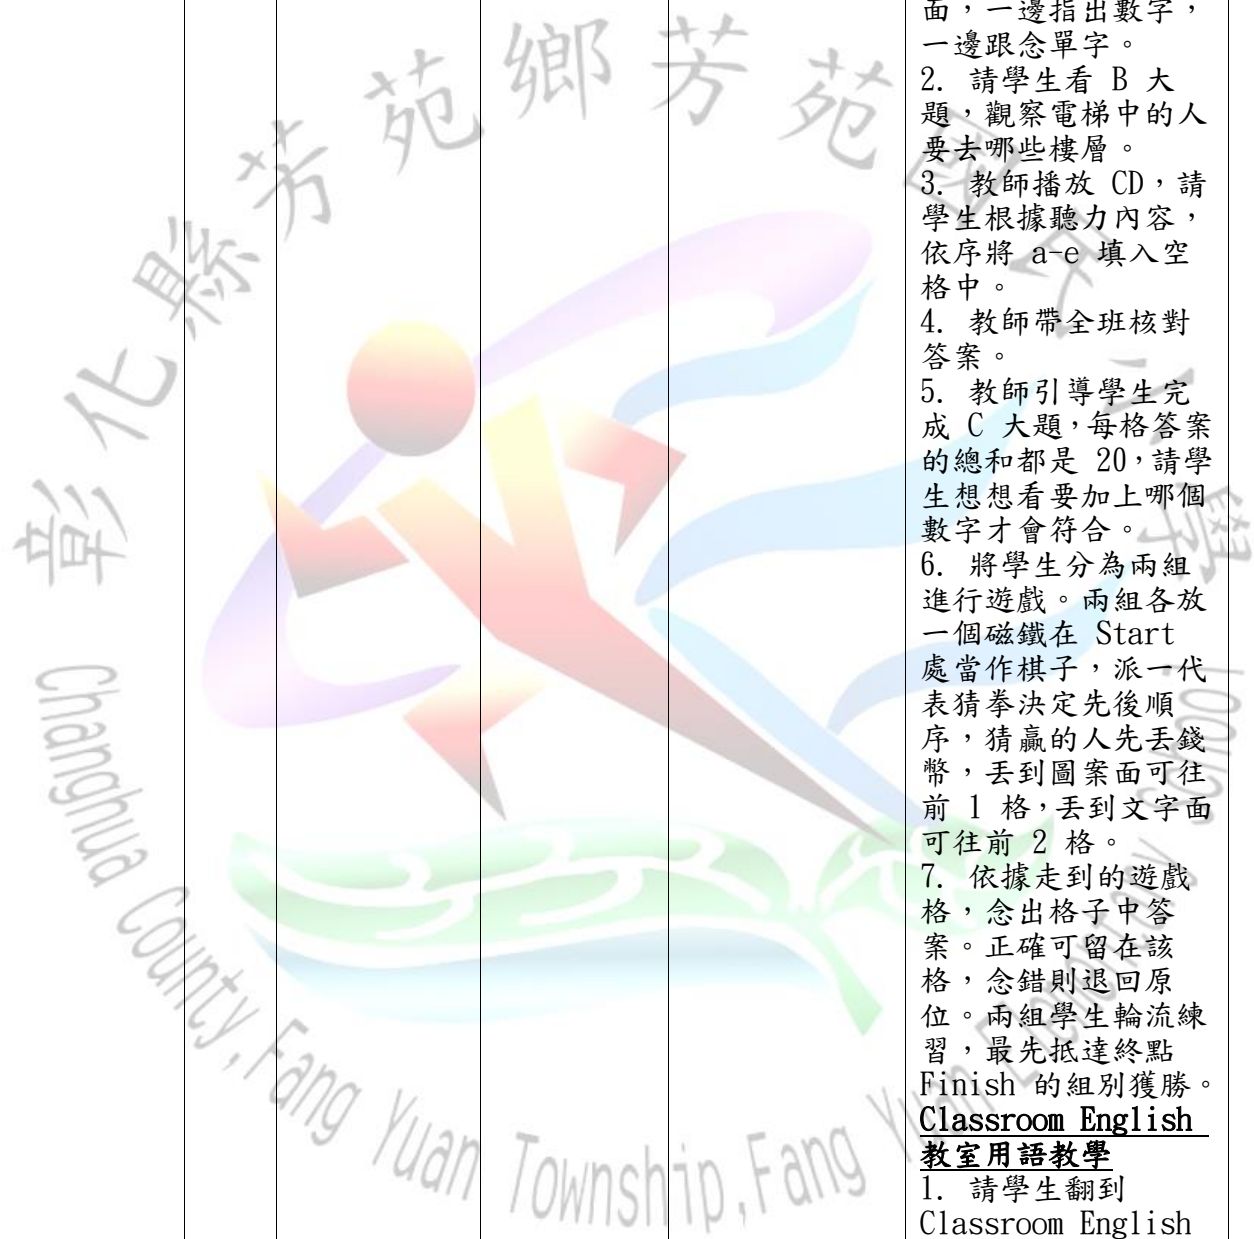 面，一邊指出數字，
一邊跟念單字。
2. 請學生看 B 大
題，觀察電梯中的人
要去哪些樓層。
3. 教師播放 CD，請
學生根據聽力內容，
依序將 a-e 填入空
格中。
4. 教師帶全班核對
答案。
5. 教師引導學生完
成 C 大題，每格答案
的總和都是 20，請學
生想想看要加上哪個
數字才會符合。
6. 將學生分為兩組
進行遊戲。兩組各放
一個磁鐵在 Start
處當作棋子，派一代
表猜拳決定先後順
序，猜贏的人先丟錢
幣，丟到圖案面可往
前 1 格，丟到文字面
可往前 2 格。
7. 依據走到的遊戲
格，念出格子中答
案。正確可留在該
格，念錯則退回原
位。兩組學生輪流練
習，最先抵達終點
Finish 的組別獲勝。
Classroom English
教室用語教學
1. 請學生翻到
Classroom English
彰化縣芳苑鄉芳苑國民小學
Changhua County, Fang Yuan Township, Fang Yuan Elementary School